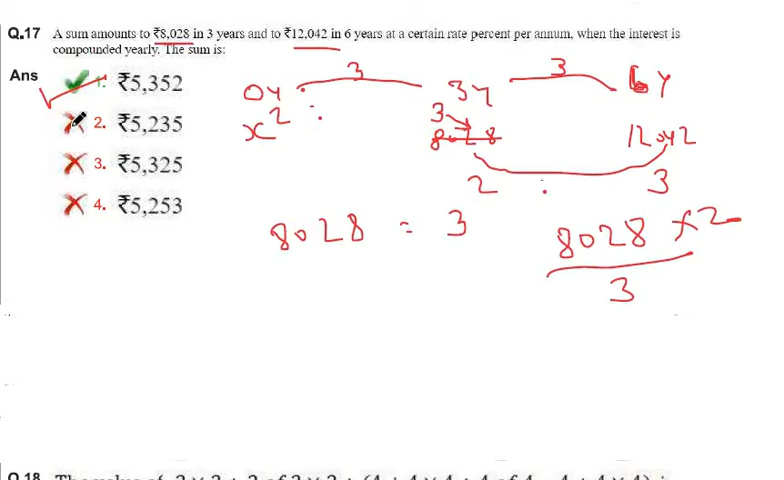 Q.17 A sum amounts to ₹8,028 in 3 years and to ₹12,042 in 6 years at a certain rate percent per annum, when the interest is
compounded yearly. The sum is:
Ans 1. ₹5,352
2. ₹5,235
3. ₹5,325
4. ₹5,253
3 3
0y 3y 6y
x 2 : 3
8028 12042
2 : 3
8028 = 3
8028 × 2
3